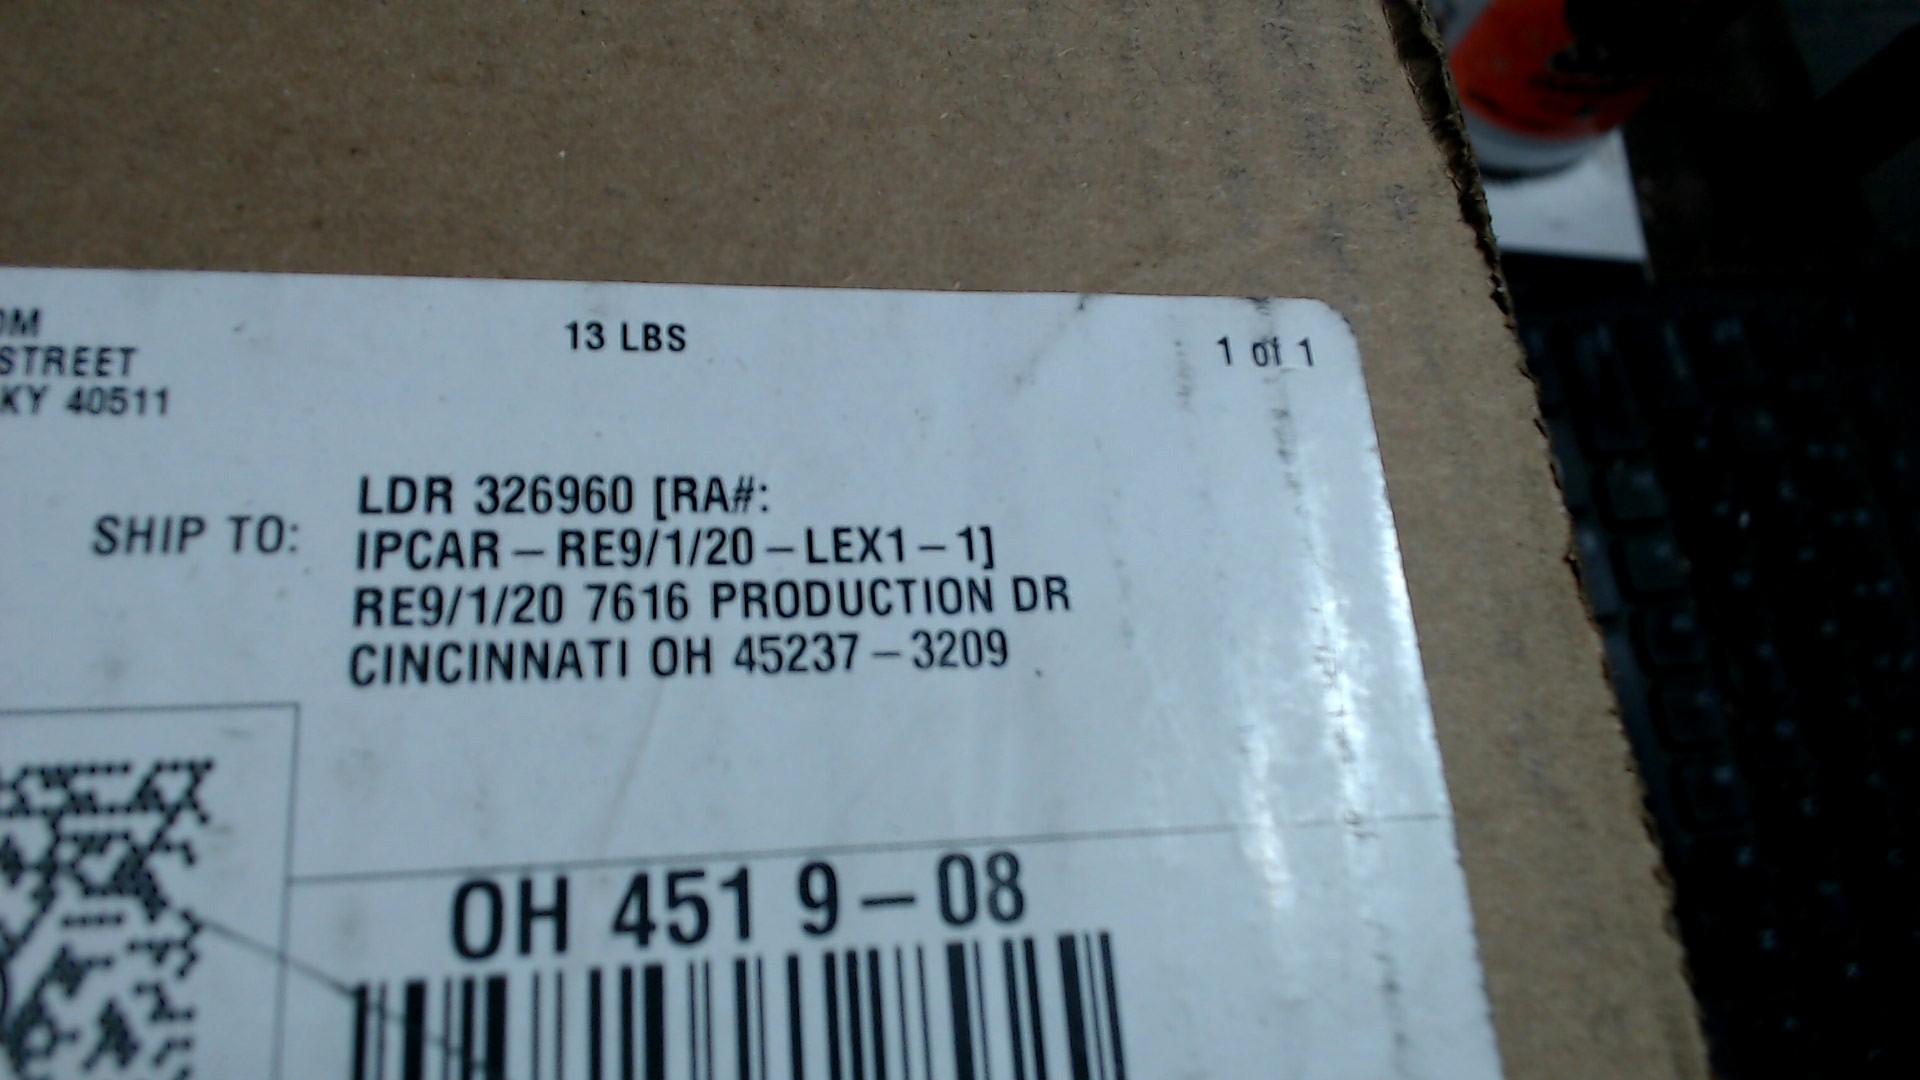 OM
STREET
KY 40511
13 LBS
1 of 1
SHIP TO:
LDR 326960 [RA#:
IPCAR – RE9/1/20 – LEX1 – 1]
RE9/1/20 7616 PRODUCTION DR
CINCINNATI OH 45237 – 3209
OH 451 9 – 08